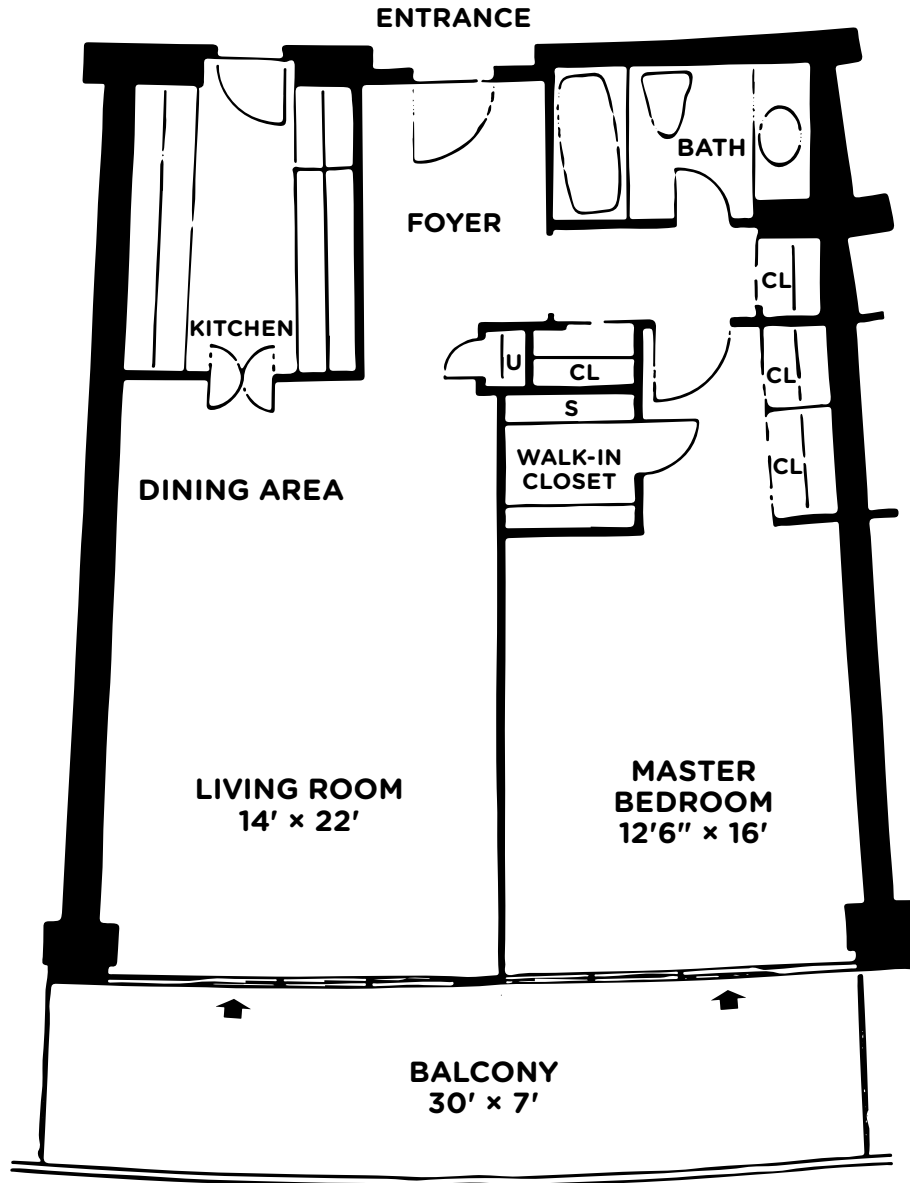 ENTRANCE
BATH
FOYER
CL
KITCHEN
U
CL
CL
S
WALK-IN
CLOSET
CL
DINING AREA
LIVING ROOM
14' × 22'
MASTER
BEDROOM
12'6" × 16'
BALCONY
30' × 7'